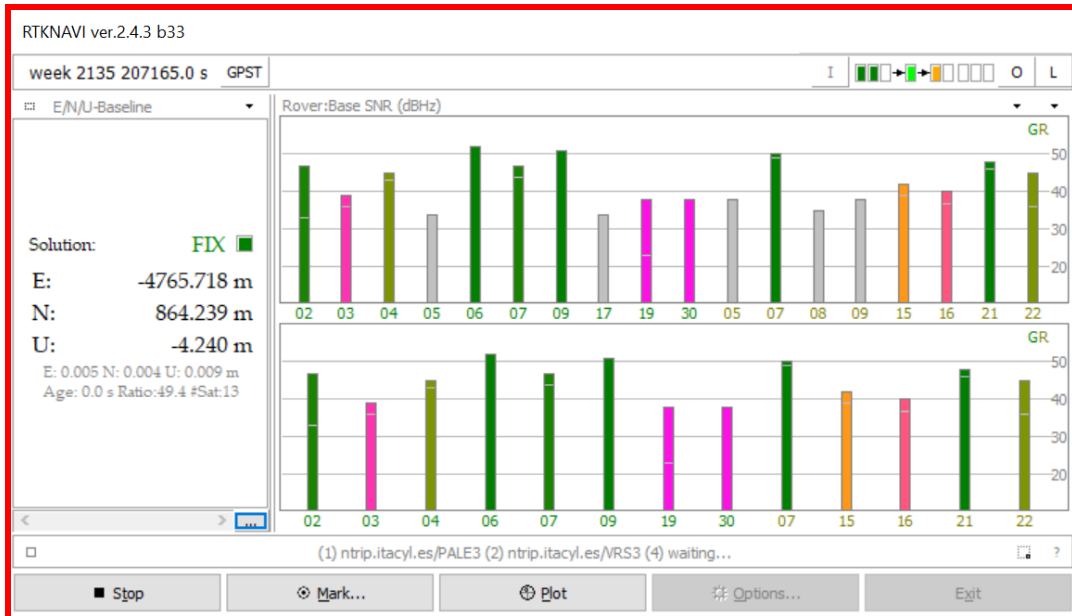 RTKNAVI ver.2.4.3 b33
week 2135 207165.0 s GPST I O L
E/N/U-Baseline
Solution: FIX
E: -4765.718 m
N: 864.239 m
U: -4.240 m
E: 0.005 N: 0.004 U: 0.009 m
Age: 0.0 s Ratio:49.4 #Sat:13
< > ...
Rover:Base SNR (dBHz)
GR
50
40
30
20
02 03 04 05 06 07 09 17 19 30 05 07 08 09 15 16 21 22
GR
50
40
30
20
02 03 04 06 07 09 19 30 07 15 16 21 22
(1) ntrip.itacyl.es/PALE3 (2) ntrip.itacyl.es/VRS3 (4) waiting... ?
Stop Mark... Plot Options... Exit